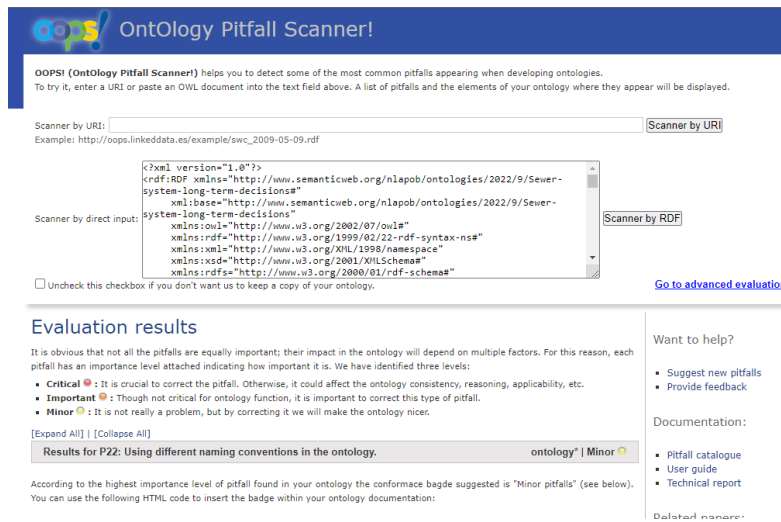 oops! OntOlogy Pitfall Scanner!
OOPS! (OntOlogy Pitfall Scanner!) helps you to detect some of the most common pitfalls appearing when developing ontologies.
To try it, enter a URI or paste an OWL document into the text field above. A list of pitfalls and the elements of your ontology where they appear will be displayed.
Scanner by URI: Scanner by URI
Example: http://oops.linkeddata.es/example/swc_2009-05-09.rdf
<?xml version="1.0"?>
<rdf:RDF xmlns="http://www.semanticweb.org/nlapob/ontologies/2022/9/Sewer-
system-long-term-decisions#"
xml:base="http://www.semanticweb.org/nlapob/ontologies/2022/9/Sewer-
Scanner by direct input: system-long-term-decisions" Scanner by RDF
xmlns:owl="http://www.w3.org/2002/07/owl#"
xmlns:rdf="http://www.w3.org/1999/02/22-rdf-syntax-ns#"
xmlns:xml="http://www.w3.org/XML/1998/namespace"
xmlns:xsd="http://www.w3.org/2001/XMLSchema#"
xmlns:rdfs="http://www.w3.org/2000/01/rdf-schema#"
Uncheck this checkbox if you don't want us to keep a copy of your ontology. Go to advanced evaluation
Evaluation results
It is obvious that not all the pitfalls are equally important; their impact in the ontology will depend on multiple factors. For this reason, each
pitfall has an importance level attached indicating how important it is. We have identified three levels:
Critical : It is crucial to correct the pitfall. Otherwise, it could affect the ontology consistency, reasoning, applicability, etc.
Important : Though not critical for ontology function, it is important to correct this type of pitfall.
Minor : It is not really a problem, but by correcting it we will make the ontology nicer.
[Expand All] | [Collapse All]
Results for P22: Using different naming conventions in the ontology. ontology* | Minor
According to the highest importance level of pitfall found in your ontology the conformace bagde suggested is "Minor pitfalls" (see below).
You can use the following HTML code to insert the badge within your ontology documentation:
Want to help?
Suggest new pitfalls
Provide feedback
Documentation:
Pitfall catalogue
User guide
Technical report
Related papers: